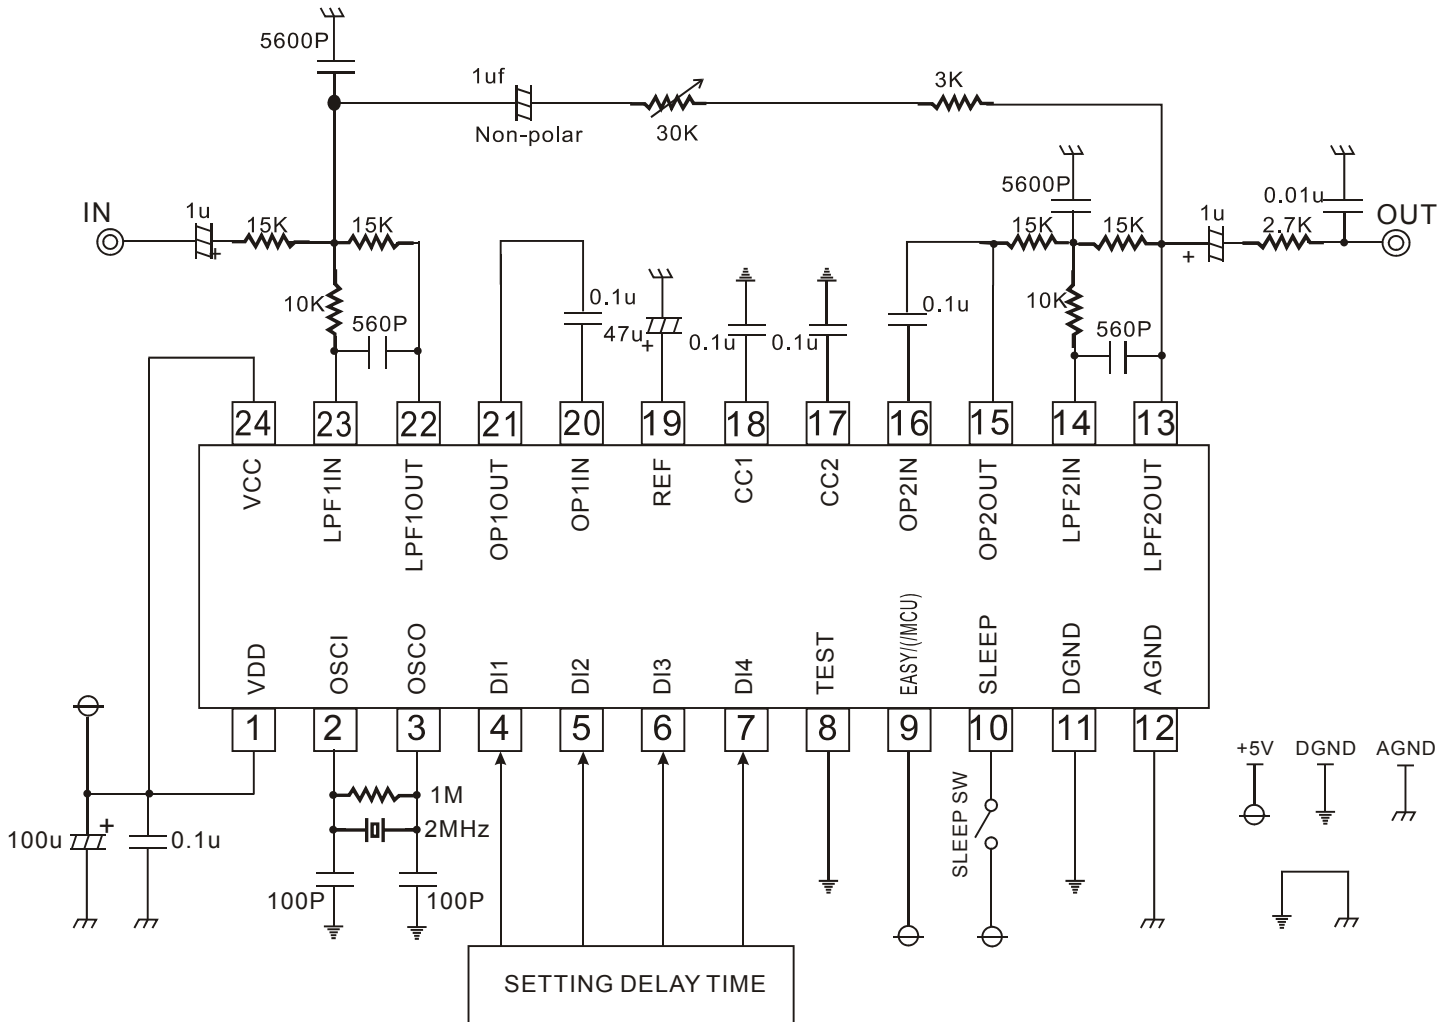 5600P
1uf
Non-polar
30K
3K
IN
1u
+
15K
15K
10K
560P
0.1u
47u
+
0.1u
0.1u
0.1u
5600P
15K
15K
10K
560P
1u
+
2.7K
0.01u
OUT
24 23 22 21 20 19 18 17 16 15 14 13
VCC
LPF1IN
LPF1OUT
OP1OUT
OP1IN
REF
CC1
CC2
OP2IN
OP2OUT
LPF2IN
LPF2OUT
VDD
OSCI
OSCO
DI1
DI2
DI3
DI4
TEST
EASY/(/MCU)
SLEEP
DGND
AGND
1 2 3 4 5 6 7 8 9 10 11 12
100u
+
0.1u
1M
2MHz
100P
100P
SLEEP SW
+5V
DGND
AGND
SETTING DELAY TIME